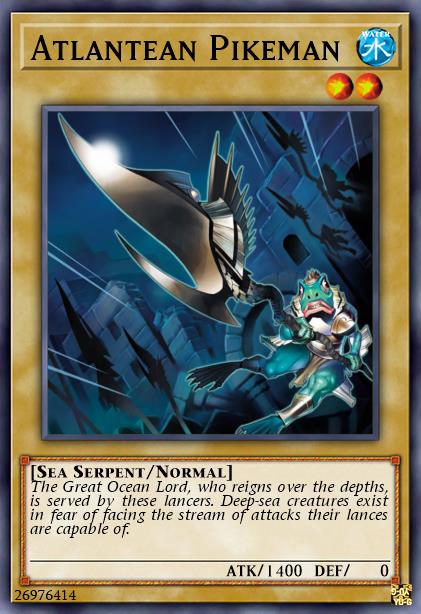 Atlantean Pikeman
WATER
水
[Sea Serpent/Normal]
The Great Ocean Lord, who reigns over the depths,
is served by these lancers. Deep-sea creatures exist
in fear of facing the stream of attacks their lances
are capable of.
ATK/1400 DEF/ 0
26976414